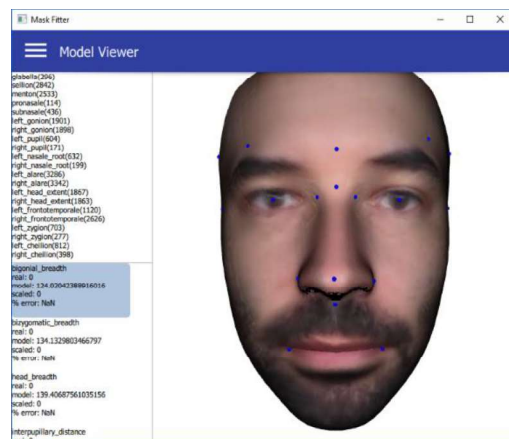 Mask Fitter
Model Viewer
glabella(296)
sellion(2842)
menton(2533)
pronasale(114)
subnasale(436)
left_gonion(1901)
right_gonion(1898)
left_pupil(604)
right_pupil(171)
left_nasale_root(632)
right_nasale_root(199)
left_alare(3286)
right_alare(3342)
left_head_extent(1867)
right_head_extent(1863)
left_frontotemporale(1120)
right_frontotemporale(2626)
left_zygion(703)
right_zygion(277)
left_cheilion(812)
right_cheilion(398)
bigonial_breadth
real: 0
model: 134.02042388916016
scaled: 0
% error: NaN
bizygomatic_breadth
real: 0
model: 134.1329803466797
scaled: 0
% error: NaN
head_breadth
real: 0
model: 139.40687561035156
scaled: 0
% error: NaN
interpupillary_distance